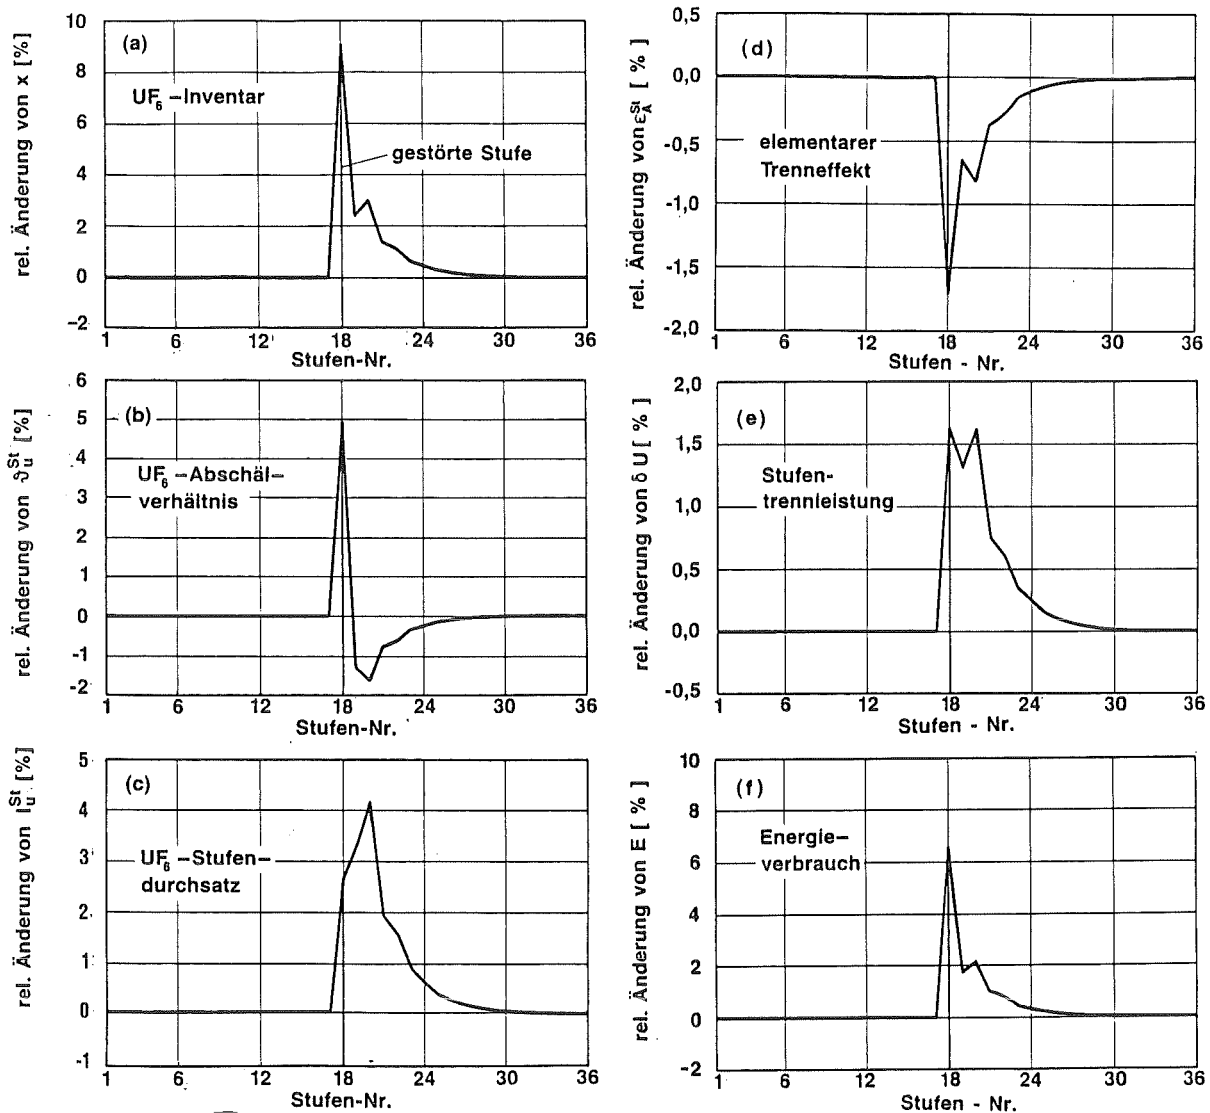 (a)
rel. Änderung von x [%]
10
8
6
4
2
0
-2
UF6 -Inventar
gestörte Stufe
1 6 12 18 24 30 36
Stufen-Nr.
(b)
rel. Änderung von ϑuSt [%]
6
5
4
3
2
1
0
-1
-2
UF6 -Abschäl-
verhältnis
1 6 12 18 24 30 36
Stufen-Nr.
(c)
rel. Änderung von luSt [%]
5
4
3
2
1
0
-1
UF6 -Stufen-
durchsatz
1 6 12 18 24 30 36
Stufen-Nr.
(d)
rel. Änderung von εASt [ % ]
0,5
0,0
-0,5
-1,0
-1,5
-2,0
elementarer
Trenneffekt
1 6 12 18 24 30 36
Stufen - Nr.
(e)
rel. Änderung von δ U [ % ]
2,0
1,5
1,0
0,5
0,0
-0,5
Stufen-
trennleistung
1 6 12 18 24 30 36
Stufen - Nr.
(f)
rel. Änderung von E [ % ]
10
8
6
4
2
0
-2
Energie-
verbrauch
1 6 12 18 24 30 36
Stufen - Nr.